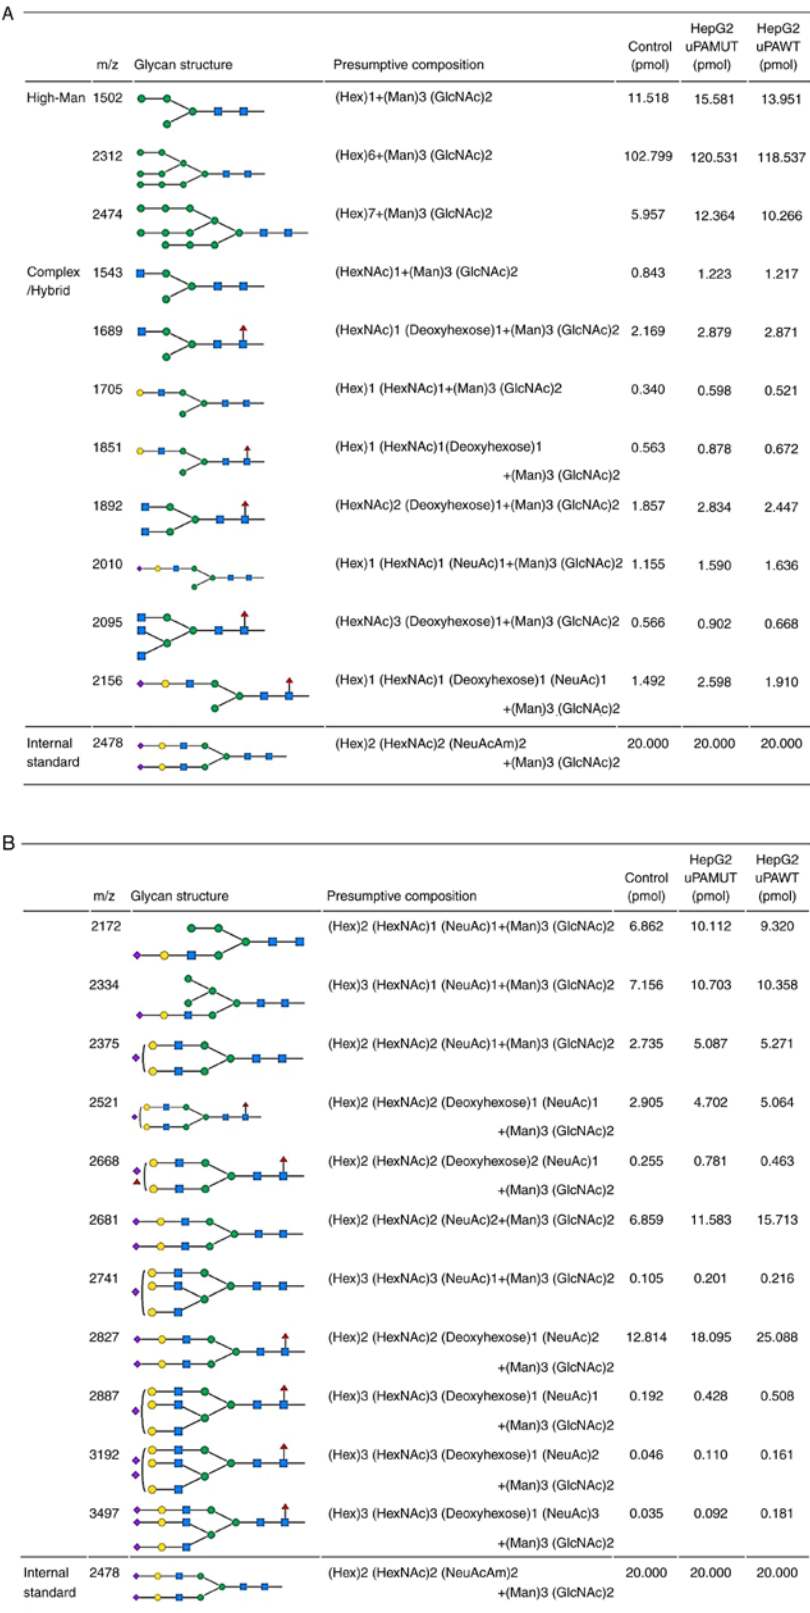 A
m/z Glycan structure Presumptive composition Control (pmol) HepG2 uPAMUT (pmol) HepG2 uPAWT (pmol)
High-Man 1502 (Hex)1+(Man)3 (GlcNAc)2 11.518 15.581 13.951
2312 (Hex)6+(Man)3 (GlcNAc)2 102.799 120.531 118.537
2474 (Hex)7+(Man)3 (GlcNAc)2 5.957 12.364 10.266
Complex /Hybrid 1543 (HexNAc)1+(Man)3 (GlcNAc)2 0.843 1.223 1.217
1689 (HexNAc)1 (Deoxyhexose)1+(Man)3 (GlcNAc)2 2.169 2.879 2.871
1705 (Hex)1 (HexNAc)1+(Man)3 (GlcNAc)2 0.340 0.598 0.521
1851 (Hex)1 (HexNAc)1(Deoxyhexose)1 0.563 0.878 0.672
+(Man)3 (GlcNAc)2
1892 (HexNAc)2 (Deoxyhexose)1+(Man)3 (GlcNAc)2 1.857 2.834 2.447
2010 (Hex)1 (HexNAc)1 (NeuAc)1+(Man)3 (GlcNAc)2 1.155 1.590 1.636
2095 (HexNAc)3 (Deoxyhexose)1+(Man)3 (GlcNAc)2 0.566 0.902 0.668
2156 (Hex)1 (HexNAc)1 (Deoxyhexose)1 (NeuAc)1 1.492 2.598 1.910
+(Man)3 (GlcNAc)2
Internal standard 2478 (Hex)2 (HexNAc)2 (NeuAcAm)2 20.000 20.000 20.000
+(Man)3 (GlcNAc)2
B
m/z Glycan structure Presumptive composition Control (pmol) HepG2 uPAMUT (pmol) HepG2 uPAWT (pmol)
2172 (Hex)2 (HexNAc)1 (NeuAc)1+(Man)3 (GlcNAc)2 6.862 10.112 9.320
2334 (Hex)3 (HexNAc)1 (NeuAc)1+(Man)3 (GlcNAc)2 7.156 10.703 10.358
2375 (Hex)2 (HexNAc)2 (NeuAc)1+(Man)3 (GlcNAc)2 2.735 5.087 5.271
2521 (Hex)2 (HexNAc)2 (Deoxyhexose)1 (NeuAc)1 2.905 4.702 5.064
+(Man)3 (GlcNAc)2
2668 (Hex)2 (HexNAc)2 (Deoxyhexose)2 (NeuAc)1 0.255 0.781 0.463
+(Man)3 (GlcNAc)2
2681 (Hex)2 (HexNAc)2 (NeuAc)2+(Man)3 (GlcNAc)2 6.859 11.583 15.713
2741 (Hex)3 (HexNAc)3 (NeuAc)1+(Man)3 (GlcNAc)2 0.105 0.201 0.216
2827 (Hex)2 (HexNAc)2 (Deoxyhexose)1 (NeuAc)2 12.814 18.095 25.088
+(Man)3 (GlcNAc)2
2887 (Hex)3 (HexNAc)3 (Deoxyhexose)1 (NeuAc)1 0.192 0.428 0.508
+(Man)3 (GlcNAc)2
3192 (Hex)3 (HexNAc)3 (Deoxyhexose)1 (NeuAc)2 0.046 0.110 0.161
+(Man)3 (GlcNAc)2
3497 (Hex)3 (HexNAc)3 (Deoxyhexose)1 (NeuAc)3 0.035 0.092 0.181
+(Man)3 (GlcNAc)2
Internal standard 2478 (Hex)2 (HexNAc)2 (NeuAcAm)2 20.000 20.000 20.000
+(Man)3 (GlcNAc)2